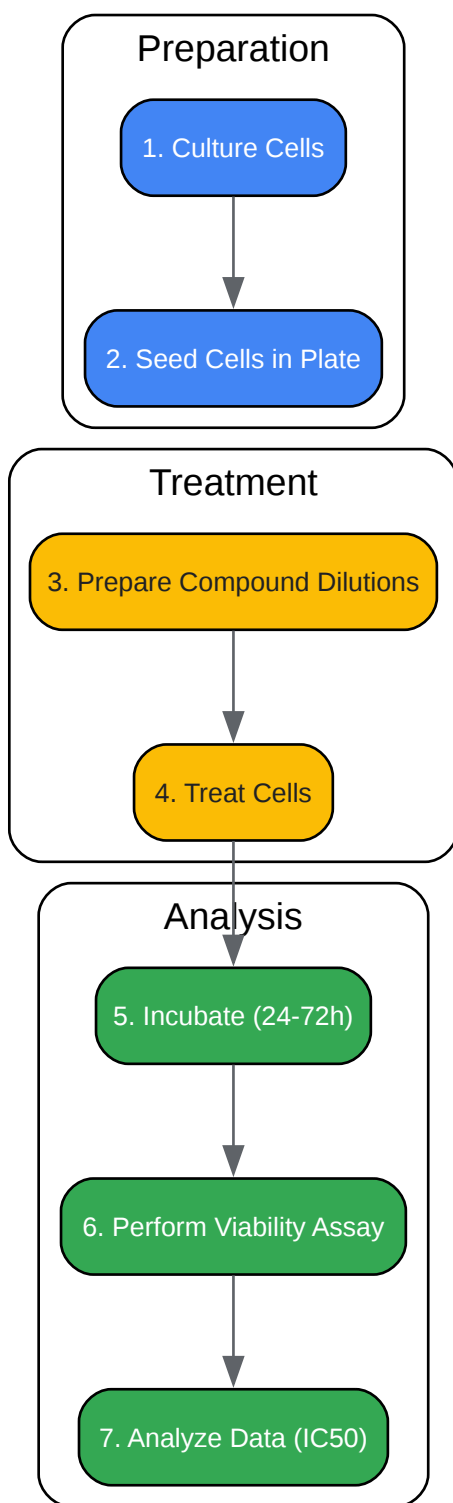 Preparation
1. Culture Cells
2. Seed Cells in Plate
Treatment
3. Prepare Compound Dilutions
4. Treat Cells
Analysis
5. Incubate (24-72h)
6. Perform Viability Assay
7. Analyze Data (IC50)